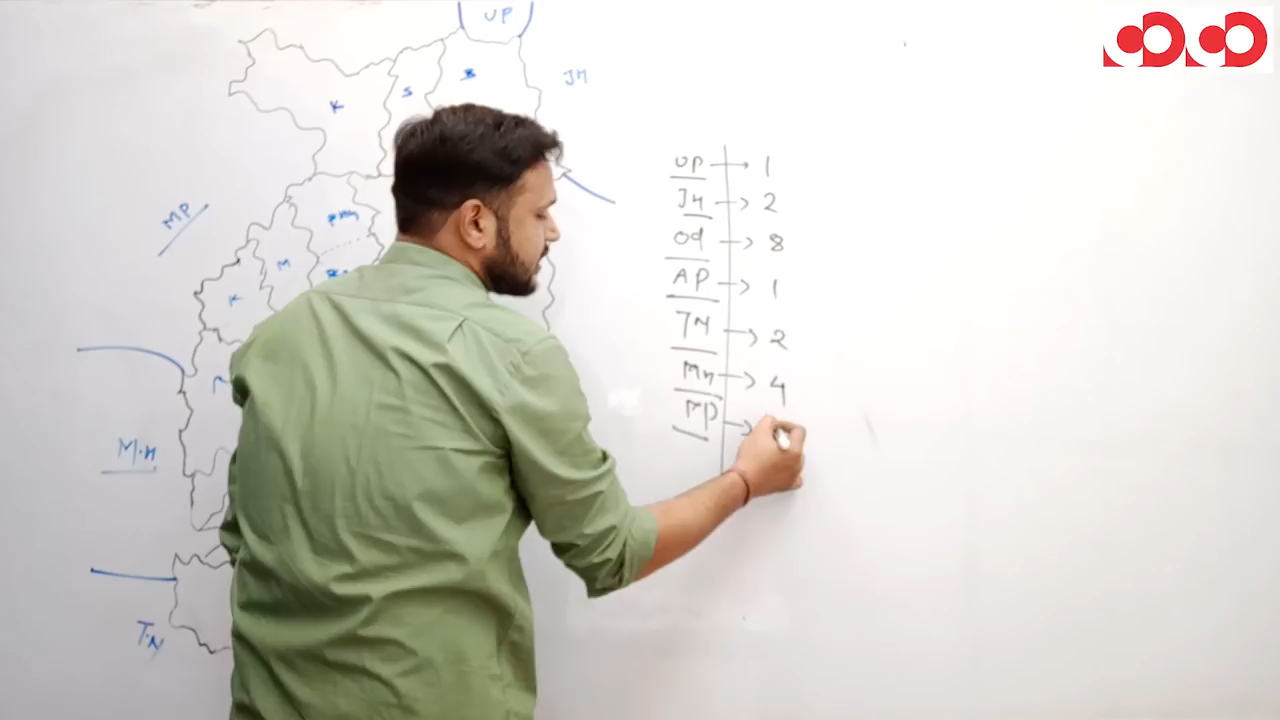 UP
K
S
B
JH
MP
M
K
M.H
T.N
UP → 1
JH → 2
Od → 8
AP → 1
TN → 2
MH → 4
MP →